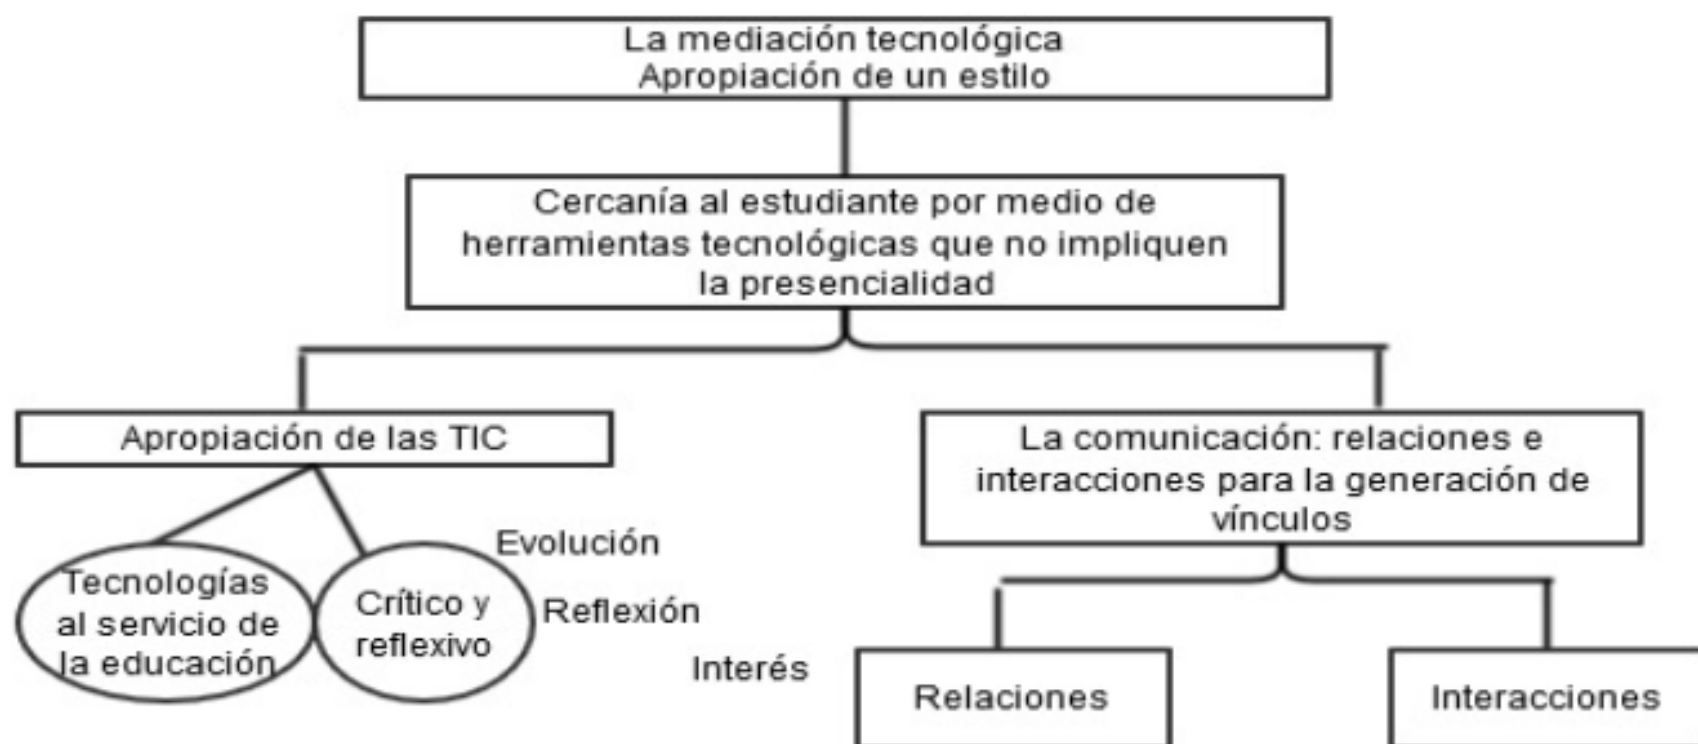 La mediación tecnológica
Apropiación de un estilo
Cercanía al estudiante por medio de
herramientas tecnológicas que no impliquen
la presencialidad
Apropiación de las TIC
La comunicación: relaciones e
interacciones para la generación de
vínculos
Tecnologías
al servicio de
la educación
Crítico y
reflexivo
Evolución
Reflexión
Interés
Relaciones
Interacciones